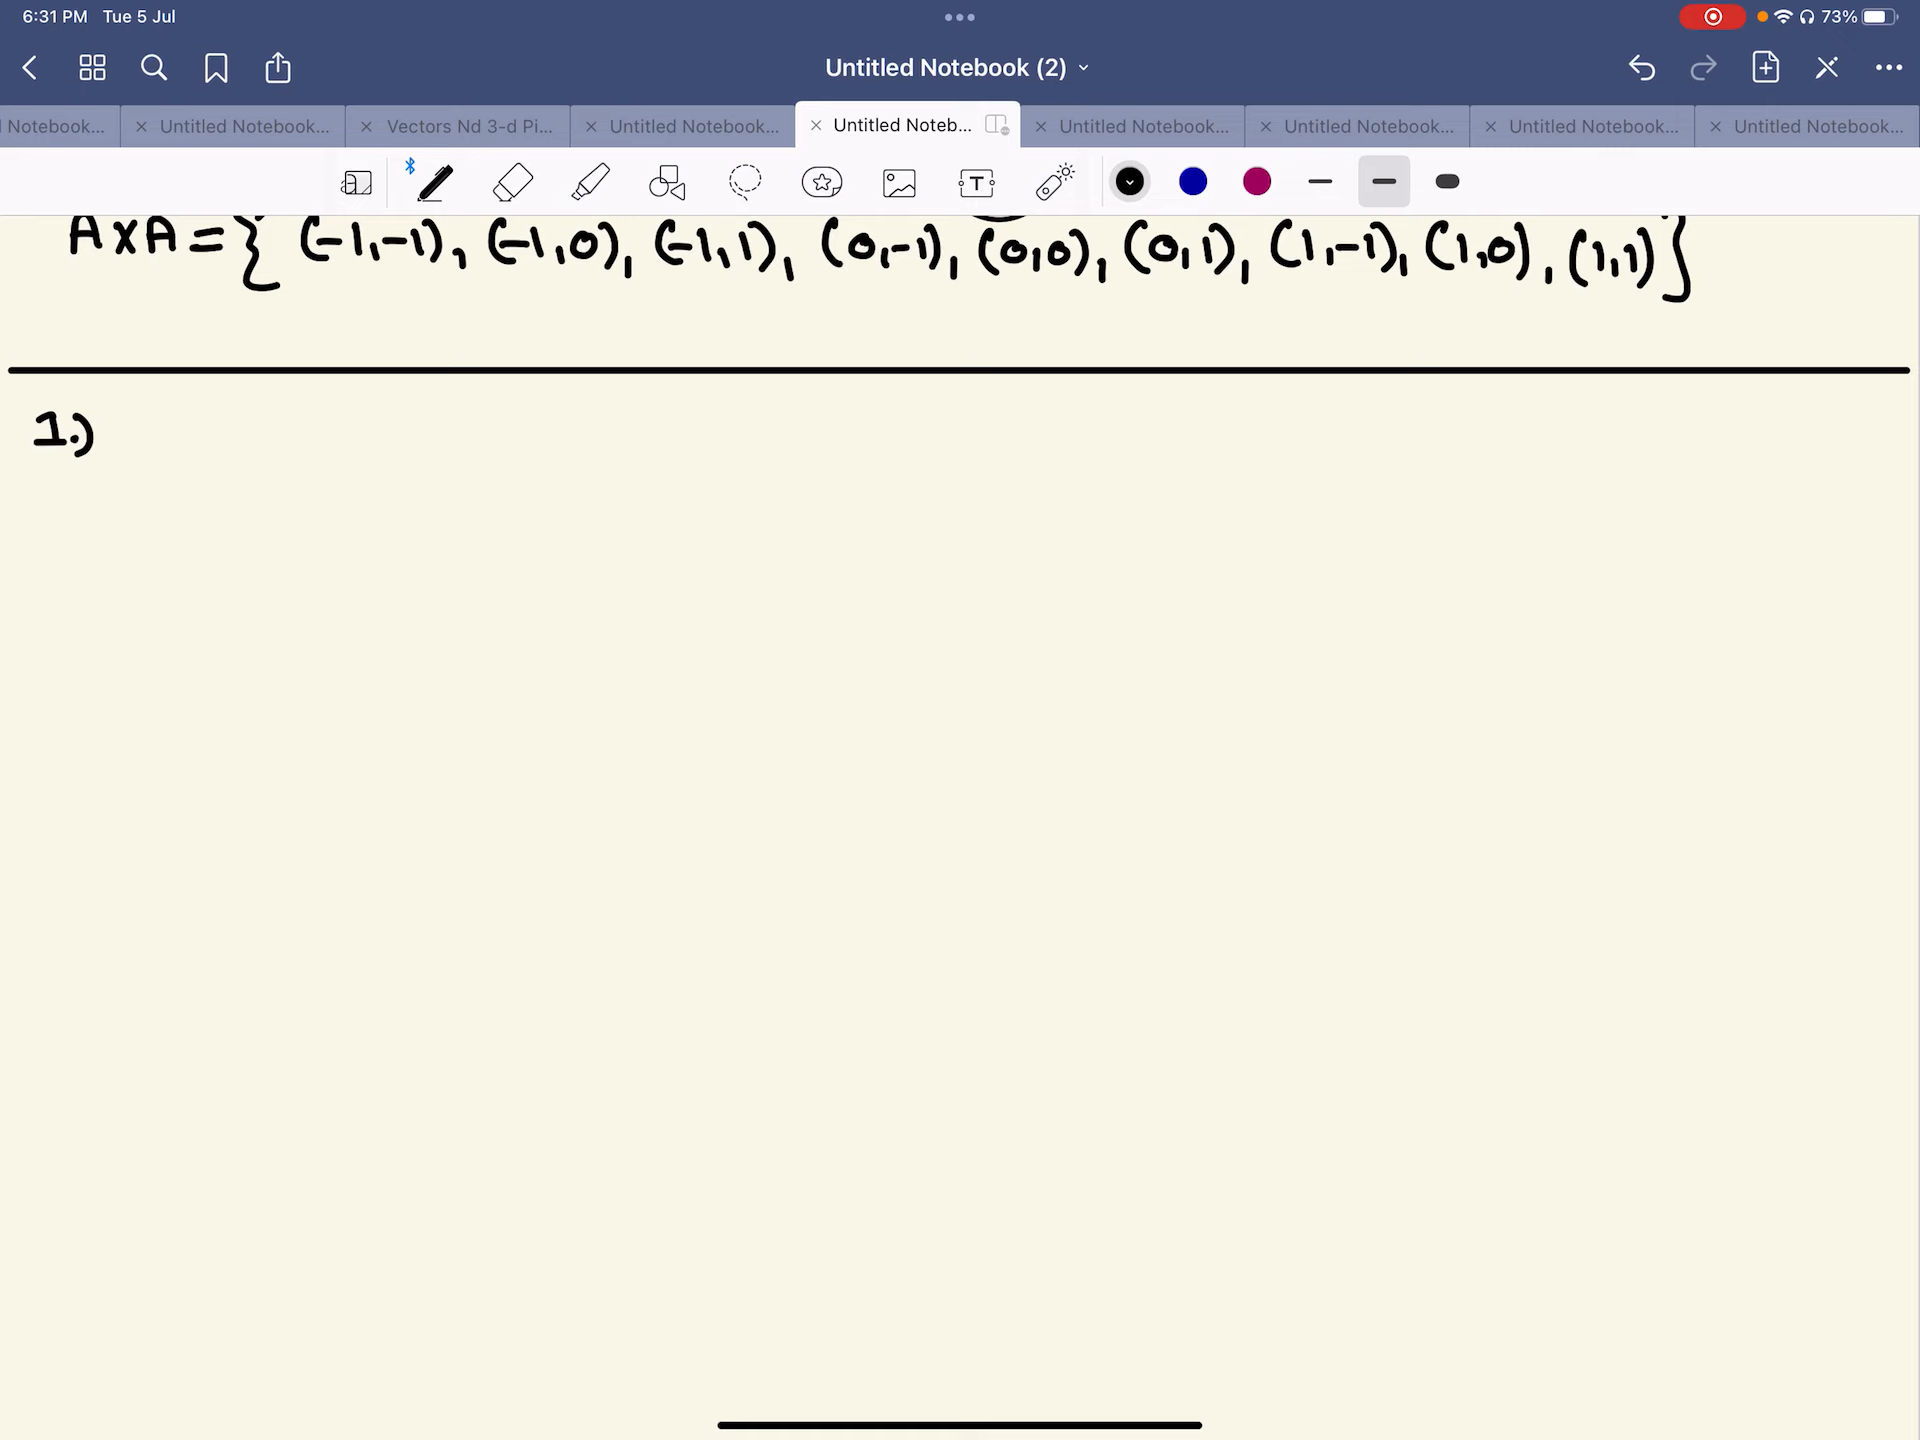 6:31 PM Tue 5 Jul
73%
Untitled Notebook (2)
Notebook... Untitled Notebook... Vectors Nd 3-d Pi... Untitled Notebook... Untitled Noteb... Untitled Notebook... Untitled Notebook... Untitled Notebook... Untitled Notebook...
A×A={ (-1,-1), (-1,0), (-1,1), (0,-1), (0,0), (0,1), (1,-1), (1,0), (1,1)}
1.)